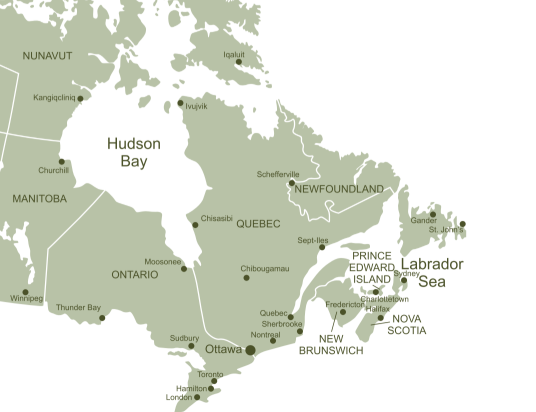 NUNAVUT
Iqaluit
Kangiqcliniq
Ivujvik
Hudson
Bay
Churchill
Schefferville
NEWFOUNDLAND
MANITOBA
Chisasibi
QUEBEC
Gander
St. John's
Sept-Iles
PRINCE
EDWARD
ISLAND
Labrador
Sea
Moosonee
Chibougamau
ONTARIO
Sydney
Winnipeg
Charlottetown
Thunder Bay
Fredericton
Halifax
Quebec
Sherbrooke
NOVA
SCOTIA
Nontreal
Sudbury
Ottawa
NEW
BRUNSWICK
Toronto
Hamilton
London